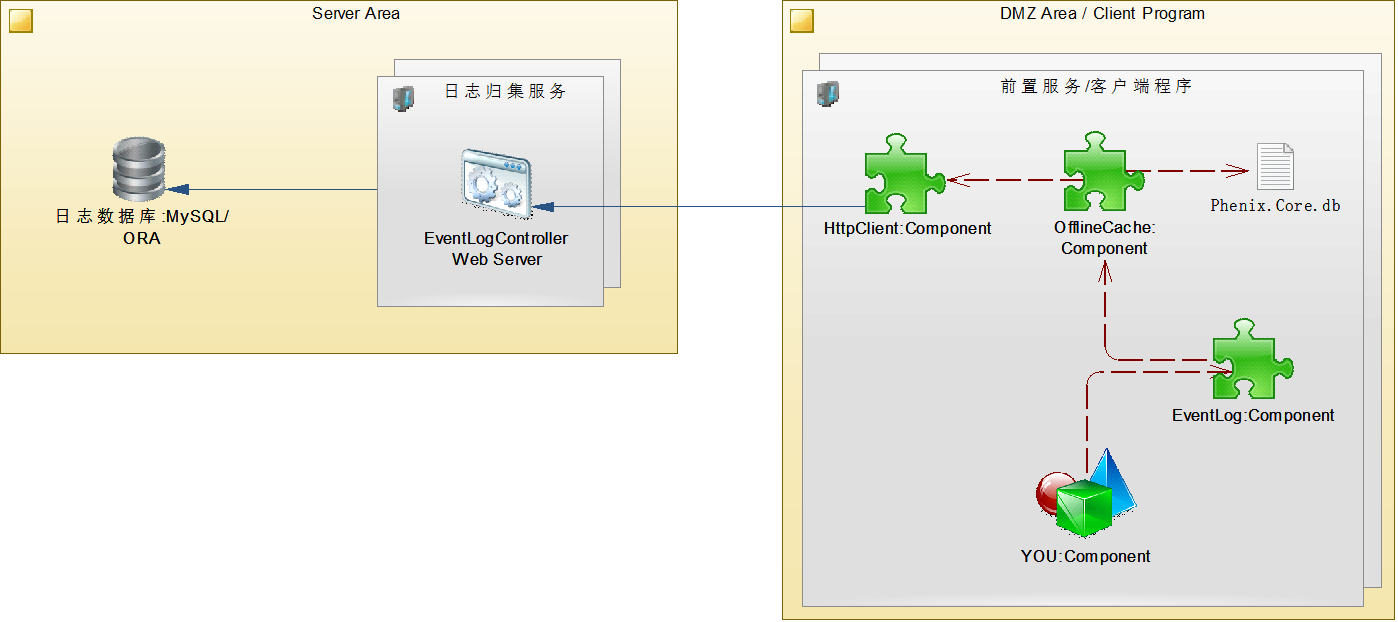 Server Area
日志归集服务
日志数据库:MySQL/
ORA
EventLogController
Web Server
DMZ Area / Client Program
前置服务/客户端程序
HttpClient:Component
OfflineCache:
Component
Phenix.Core.db
EventLog:Component
YOU:Component